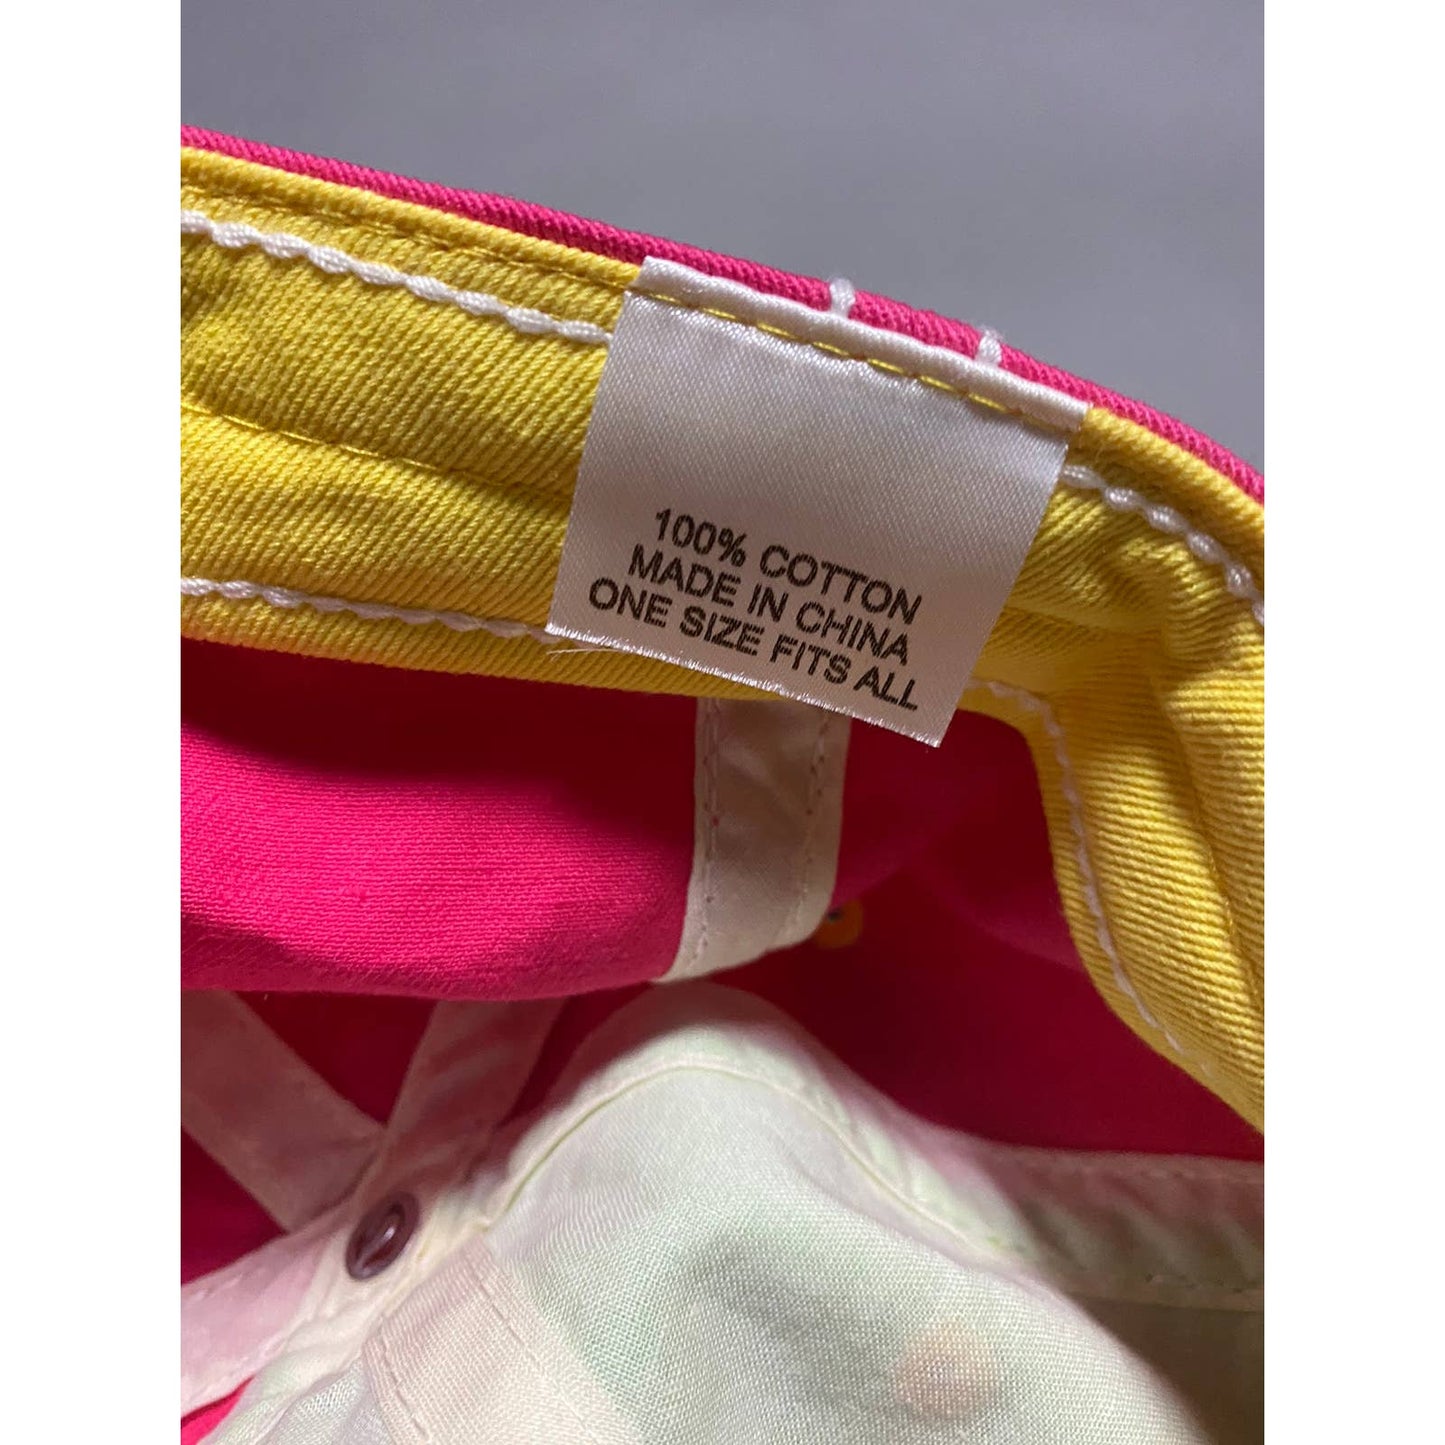 100% COTTON
MADE IN CHINA
ONE SIZE FITS ALL